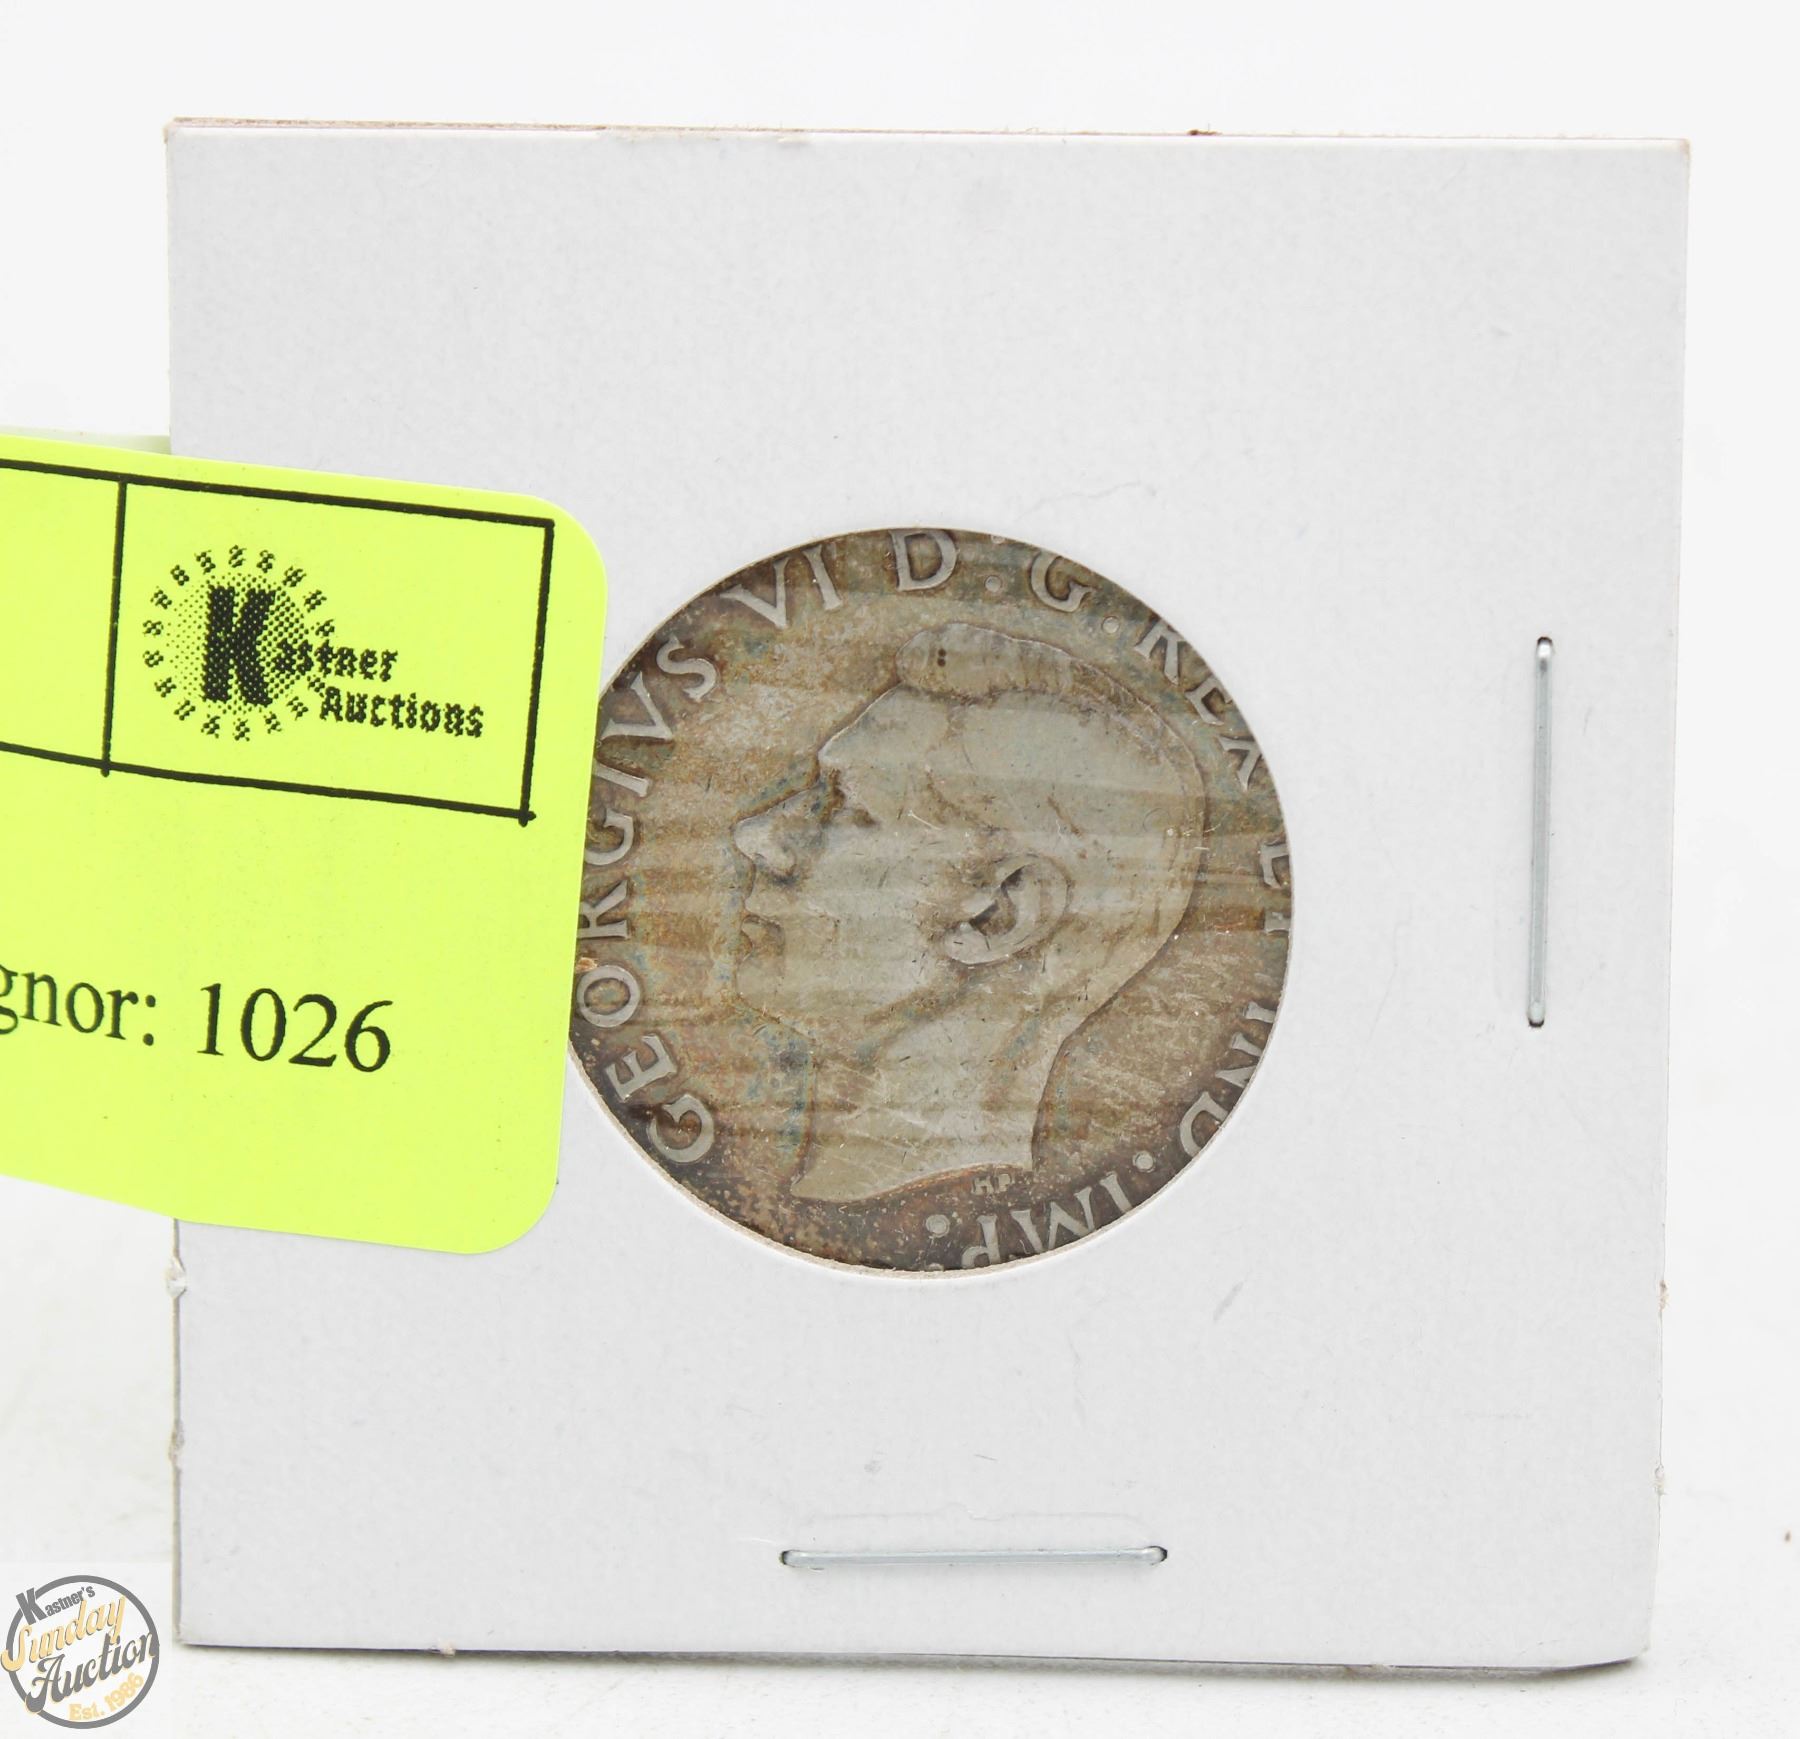 Kastner
Auctions
gnor: 1026
GEORGIVS VI D.G.REX ET IND.IMP.
HP
Kastner's
Sunday
Auction
Est. 1986